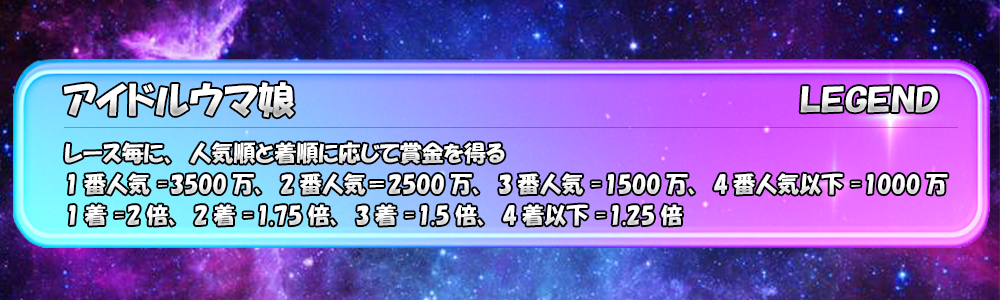 アイドルウマ娘 LEGEND
レース毎に、人気順と着順に応じて賞金を得る
1番人気=3500万、2番人気=2500万、3番人気=1500万、4番人気以下=1000万
1着=2倍、2着=1.75倍、3着=1.5倍、4着以下=1.25倍